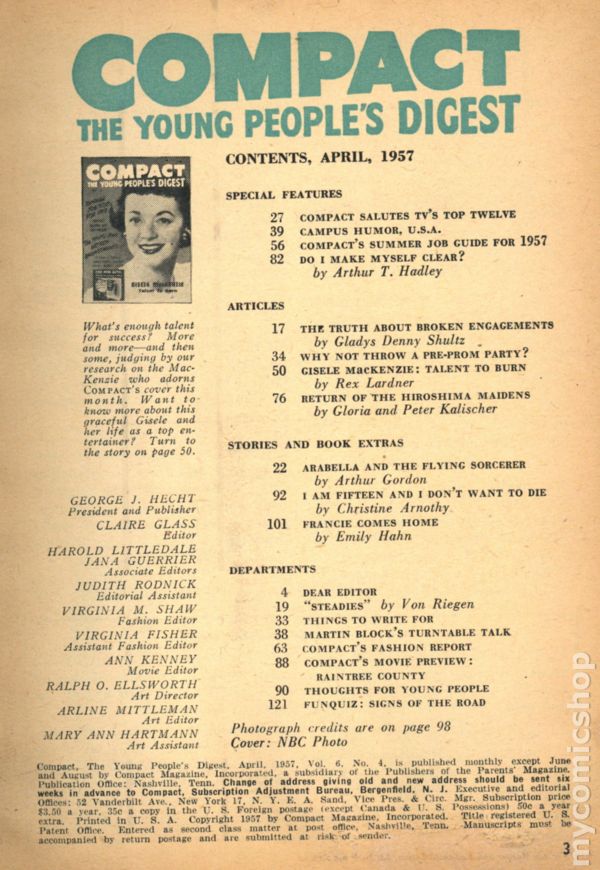 COMPACT
THE YOUNG PEOPLE'S DIGEST
CONTENTS, APRIL, 1957
COMPACT
THE YOUNG PEOPLE'S DIGEST
GISELE MacKENZIE
Talent to Burn
What's enough talent
for success? More
and more—and then
some, judging by our
research on the Mac-
Kenzie who adorns
COMPACT'S cover this
month. Want to
know more about this
graceful Gisele and
her life as a top en-
tertainer? Turn to
the story on page 50.
GEORGE J. HECHT
President and Publisher
CLAIRE GLASS
Editor
HAROLD LITTLEDALE
JANA GUERRIER
Associate Editors
JUDITH RODNICK
Editorial Assistant
VIRGINIA M. SHAW
Fashion Editor
VIRGINIA FISHER
Assistant Fashion Editor
ANN KENNEY
Movie Editor
RALPH O. ELLSWORTH
Art Director
ARLINE MITTLEMAN
Art Editor
MARY ANN HARTMANN
Art Assistant
SPECIAL FEATURES
27 COMPACT SALUTES TV'S TOP TWELVE
39 CAMPUS HUMOR, U.S.A.
56 COMPACT'S SUMMER JOB GUIDE FOR 1957
82 DO I MAKE MYSELF CLEAR?
by Arthur T. Hadley
ARTICLES
17 THE TRUTH ABOUT BROKEN ENGAGEMENTS
by Gladys Denny Shultz
34 WHY NOT THROW A PRE-PROM PARTY?
50 GISELE MacKENZIE: TALENT TO BURN
by Rex Lardner
76 RETURN OF THE HIROSHIMA MAIDENS
by Gloria and Peter Kalischer
STORIES AND BOOK EXTRAS
22 ARABELLA AND THE FLYING SORCERER
by Arthur Gordon
92 I AM FIFTEEN AND I DON'T WANT TO DIE
by Christine Arnothy
101 FRANCIE COMES HOME
by Emily Hahn
DEPARTMENTS
4 DEAR EDITOR
19 "STEADIES" by Von Riegen
33 THINGS TO WRITE FOR
38 MARTIN BLOCK'S TURNTABLE TALK
63 COMPACT'S FASHION REPORT
88 COMPACT'S MOVIE PREVIEW:
RAINTREE COUNTY
90 THOUGHTS FOR YOUNG PEOPLE
121 FUNQUIZ: SIGNS OF THE ROAD
Photograph credits are on page 98
Cover: NBC Photo
Compact, The Young People's Digest, April, 1957, Vol. 6, No. 4, is published monthly except June
and August by Compact Magazine, Incorporated, a subsidiary of the Publishers of the Parents' Magazine.
Publication Office: Nashville, Tenn. Change of address giving old and new address should be sent six
weeks in advance to Compact, Subscription Adjustment Bureau, Bergenfield, N. J. Executive and editorial
Offices: 52 Vanderbilt Ave., New York 17, N. Y. E. A. Sand, Vice Pres. & Circ. Mgr. Subscription price
$3.50 a year, 35c a copy in the U. S. Foreign postage (except Canada & U. S. Possessions) 50c a year
extra. Printed in U. S. A. Copyright 1957 by Compact Magazine, Incorporated. Title registered U. S.
Patent Office. Entered as second class matter at post office, Nashville, Tenn. Manuscripts must be
accompanied by return postage and are submitted at risk of sender.
3
mycomicshop